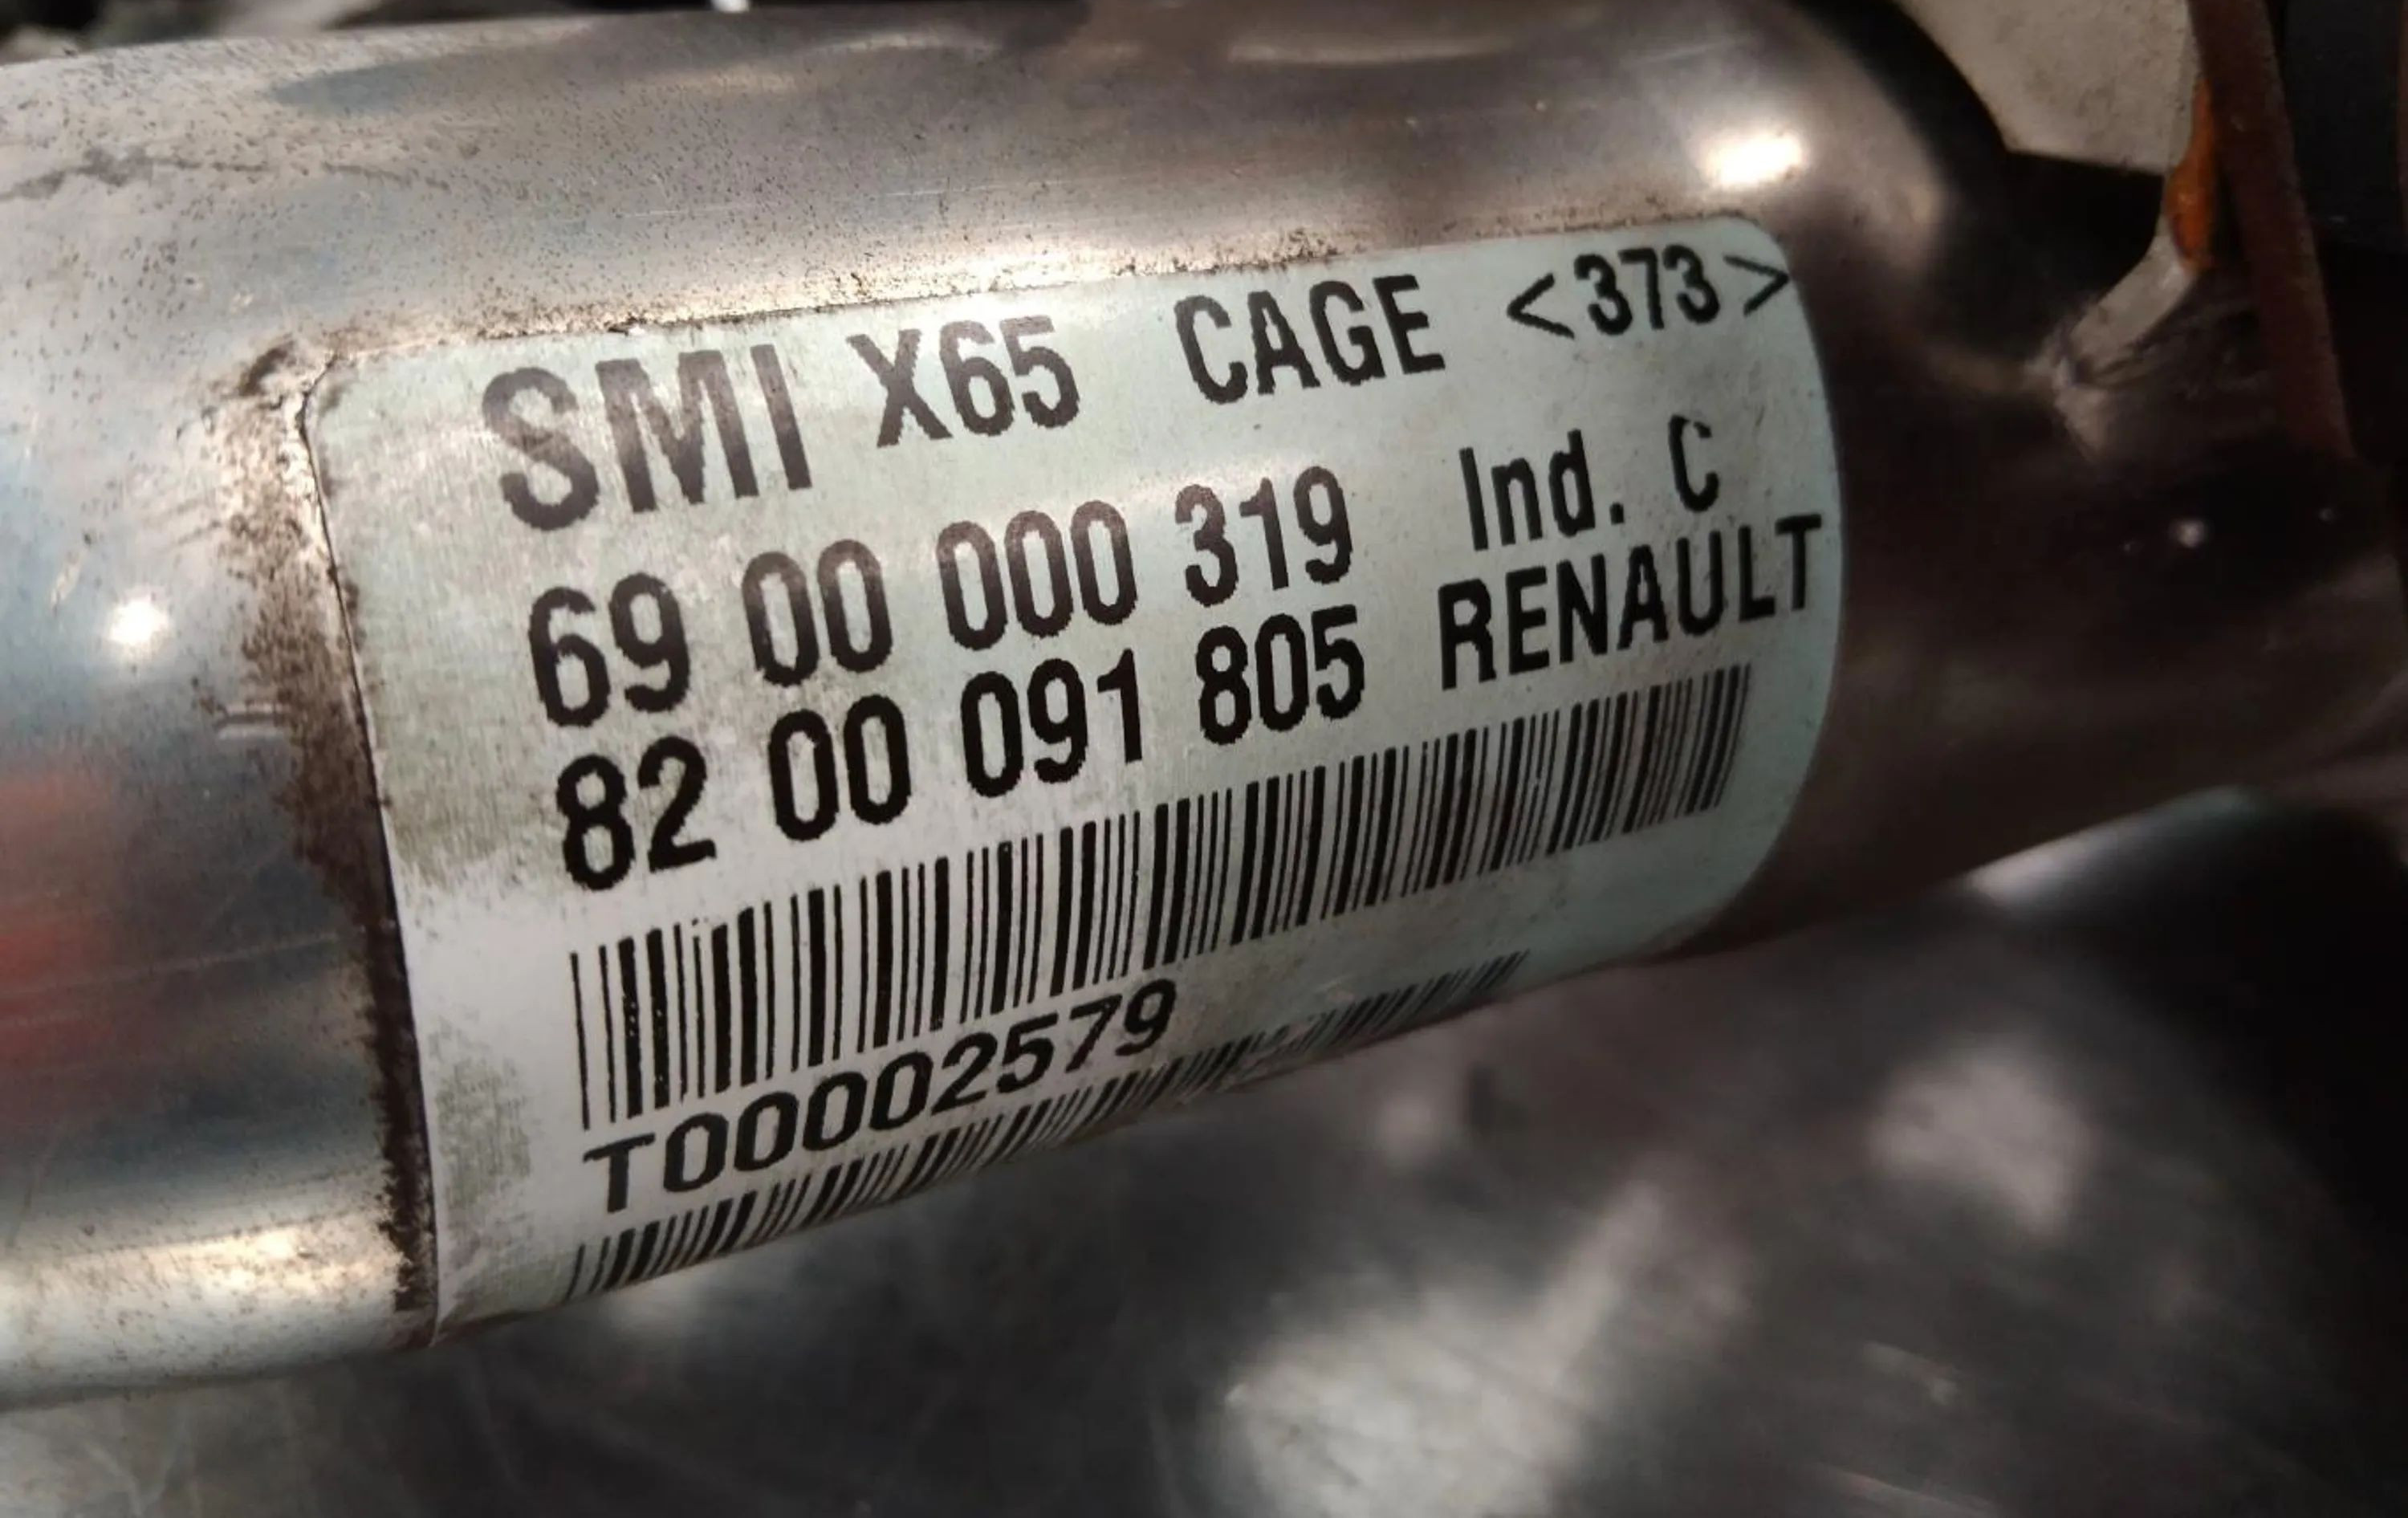 SMI X65 CAGE <373>
69 00 000 319 Ind. C
82 00 091 805 RENAULT
T00002579